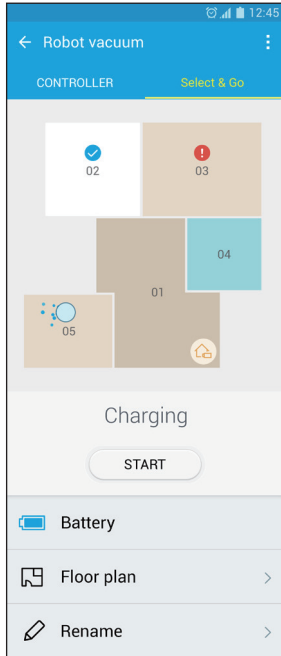 12:45
Robot vacuum
CONTROLLER Select & Go
02
03
04
01
05
Charging
START
Battery
Floor plan
Rename